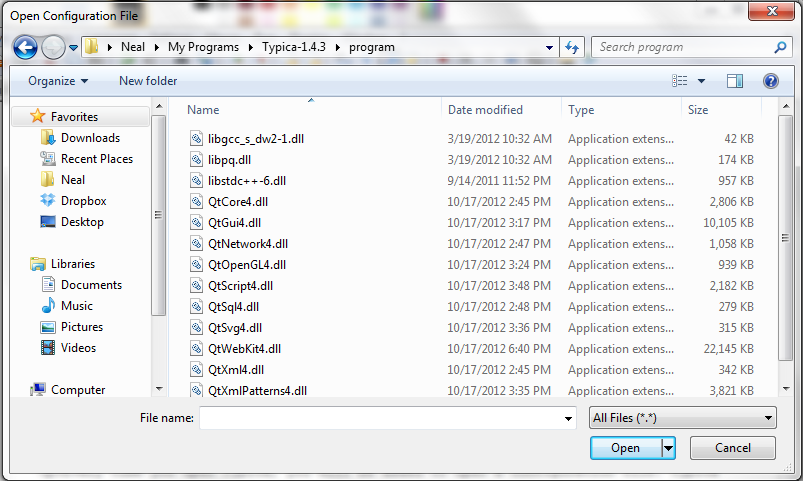 Open Configuration File
Neal My Programs Typica-1.4.3 program Search program
Organize New folder
Name Date modified Type Size
Favorites
Downloads
Recent Places
Neal
Dropbox
Desktop
Libraries
Documents
Music
Pictures
Videos
Computer
libgcc_s_dw2-1.dll 3/19/2012 10:32 AM Application extens... 42 KB
libpq.dll 3/19/2012 10:32 AM Application extens... 174 KB
libstdc++-6.dll 9/14/2011 11:52 PM Application extens... 957 KB
QtCore4.dll 10/17/2012 2:45 PM Application extens... 2,806 KB
QtGui4.dll 10/17/2012 3:17 PM Application extens... 10,105 KB
QtNetwork4.dll 10/17/2012 2:47 PM Application extens... 1,058 KB
QtOpenGL4.dll 10/17/2012 3:24 PM Application extens... 939 KB
QtScript4.dll 10/17/2012 3:48 PM Application extens... 2,182 KB
QtSql4.dll 10/17/2012 2:48 PM Application extens... 279 KB
QtSvg4.dll 10/17/2012 3:36 PM Application extens... 315 KB
QtWebKit4.dll 10/17/2012 6:40 PM Application extens... 22,145 KB
QtXml4.dll 10/17/2012 2:45 PM Application extens... 342 KB
QtXmlPatterns4.dll 10/17/2012 3:35 PM Application extens... 3,821 KB
File name: All Files (*.*)
Open Cancel